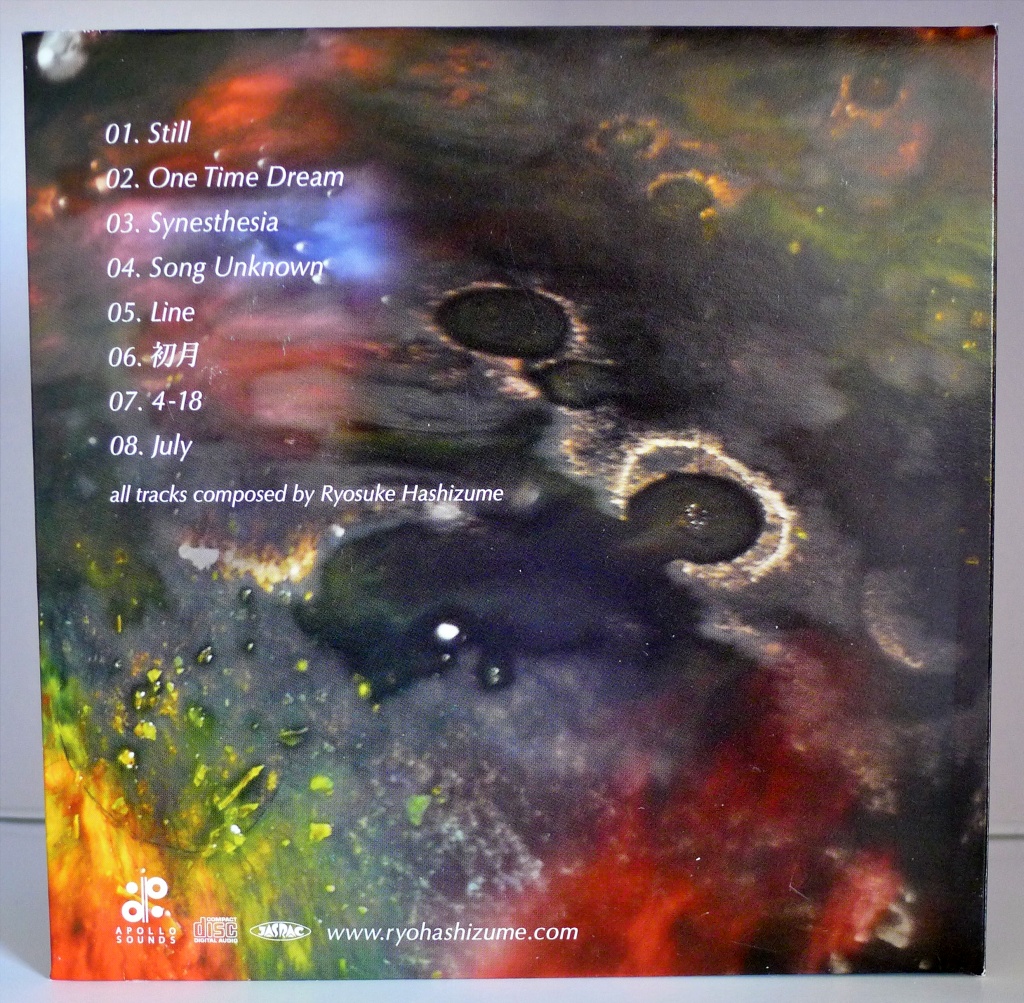 01. Still
02. One Time Dream
03. Synesthesia
04. Song Unknown
05. Line
06. 初月
07. 4-18
08. July
all tracks composed by Ryosuke Hashizume
APOLLO
SOUNDS
COMPACT
disc
DIGITAL AUDIO
JASRAC
www.ryohashizume.com